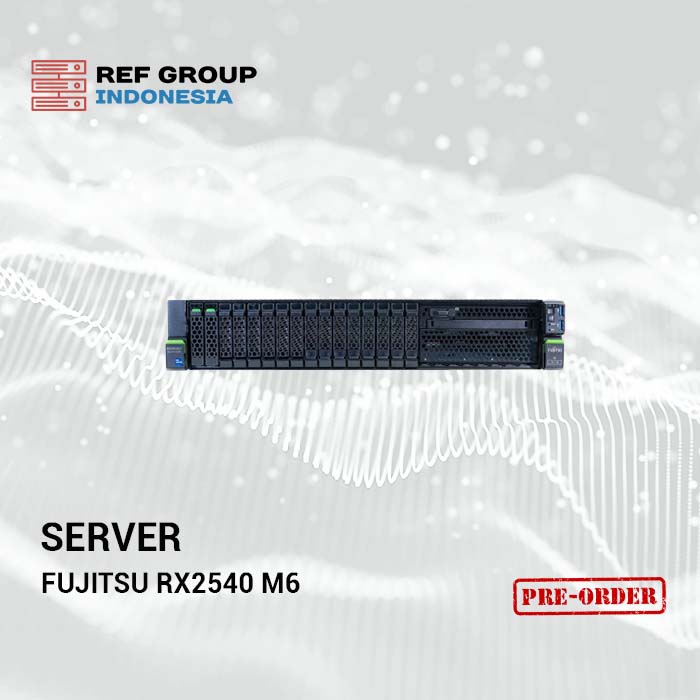 REF GROUP
INDONESIA
SERVER
FUJITSU RX2540 M6
PRE-ORDER